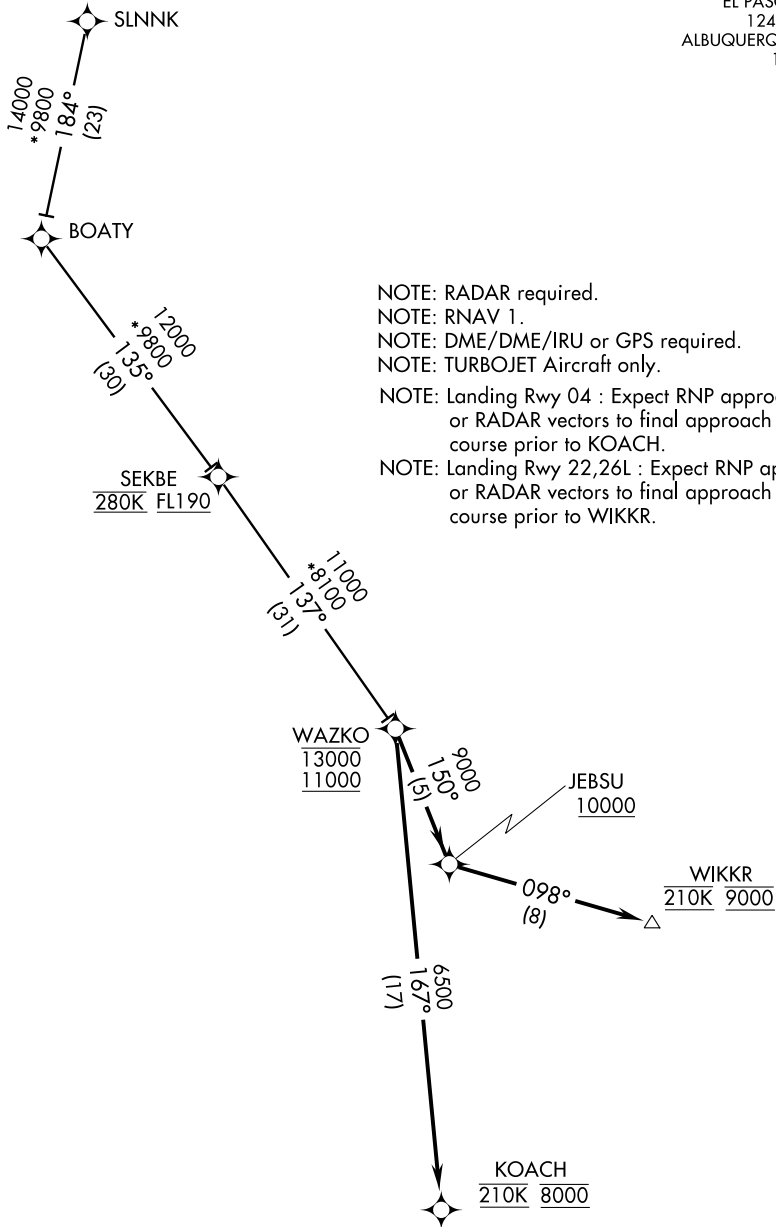 EL PAS
124
ALBUQUERQ
1
SLNNK
14000
*9800
184°
(23)
BOATY
12000
*9800
135°
(30)
NOTE: RADAR required.
NOTE: RNAV 1.
NOTE: DME/DME/IRU or GPS required.
NOTE: TURBOJET Aircraft only.
NOTE: Landing Rwy 04 : Expect RNP approa
or RADAR vectors to final approach
course prior to KOACH.
NOTE: Landing Rwy 22,26L : Expect RNP ap
or RADAR vectors to final approach
course prior to WIKKR.
SEKBE
280K FL190
11000
*8100
137°
(31)
WAZKO
13000
11000
9000
150°
(5)
JEBSU
10000
098°
(8)
WIKKR
210K 9000
6500
167°
(17)
KOACH
210K 8000